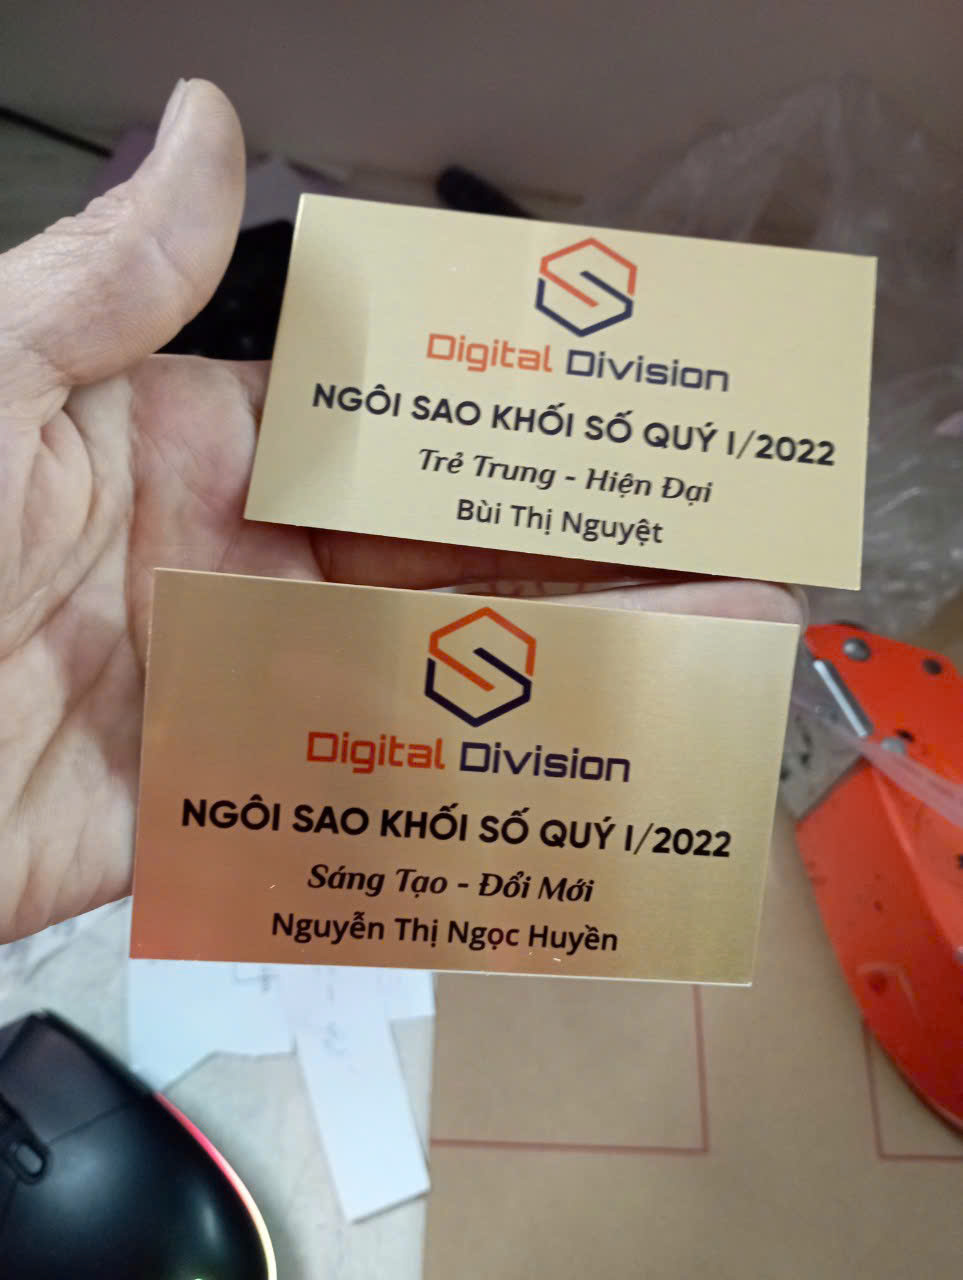 Digital Division
NGÔI SAO KHỐI SỐ QUÝ I/2022
Trẻ Trung - Hiện Đại
Bùi Thị Nguyệt
Digital Division
NGÔI SAO KHỐI SỐ QUÝ I/2022
Sáng Tạo - Đổi Mới
Nguyễn Thị Ngọc Huyền